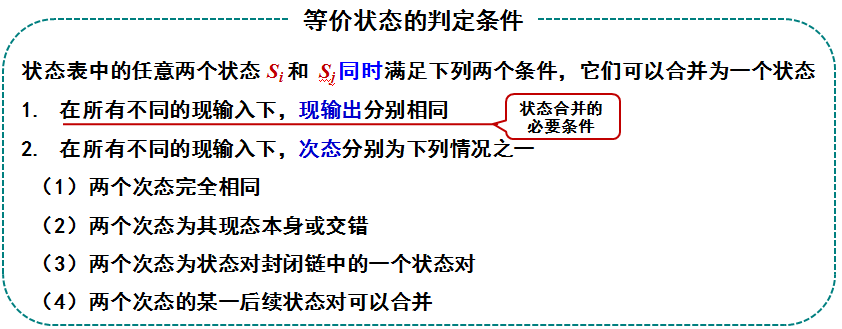 等价状态的判定条件
状态表中的任意两个状态 Si 和 Sj 同时满足下列两个条件，它们可以合并为一个状态
1. 在所有不同的现输入下，现输出分别相同
状态合并的
必要条件
2. 在所有不同的现输入下，次态分别为下列情况之一
（1）两个次态完全相同
（2）两个次态为其现态本身或交错
（3）两个次态为状态对封闭链中的一个状态对
（4）两个次态的某一后续状态对可以合并